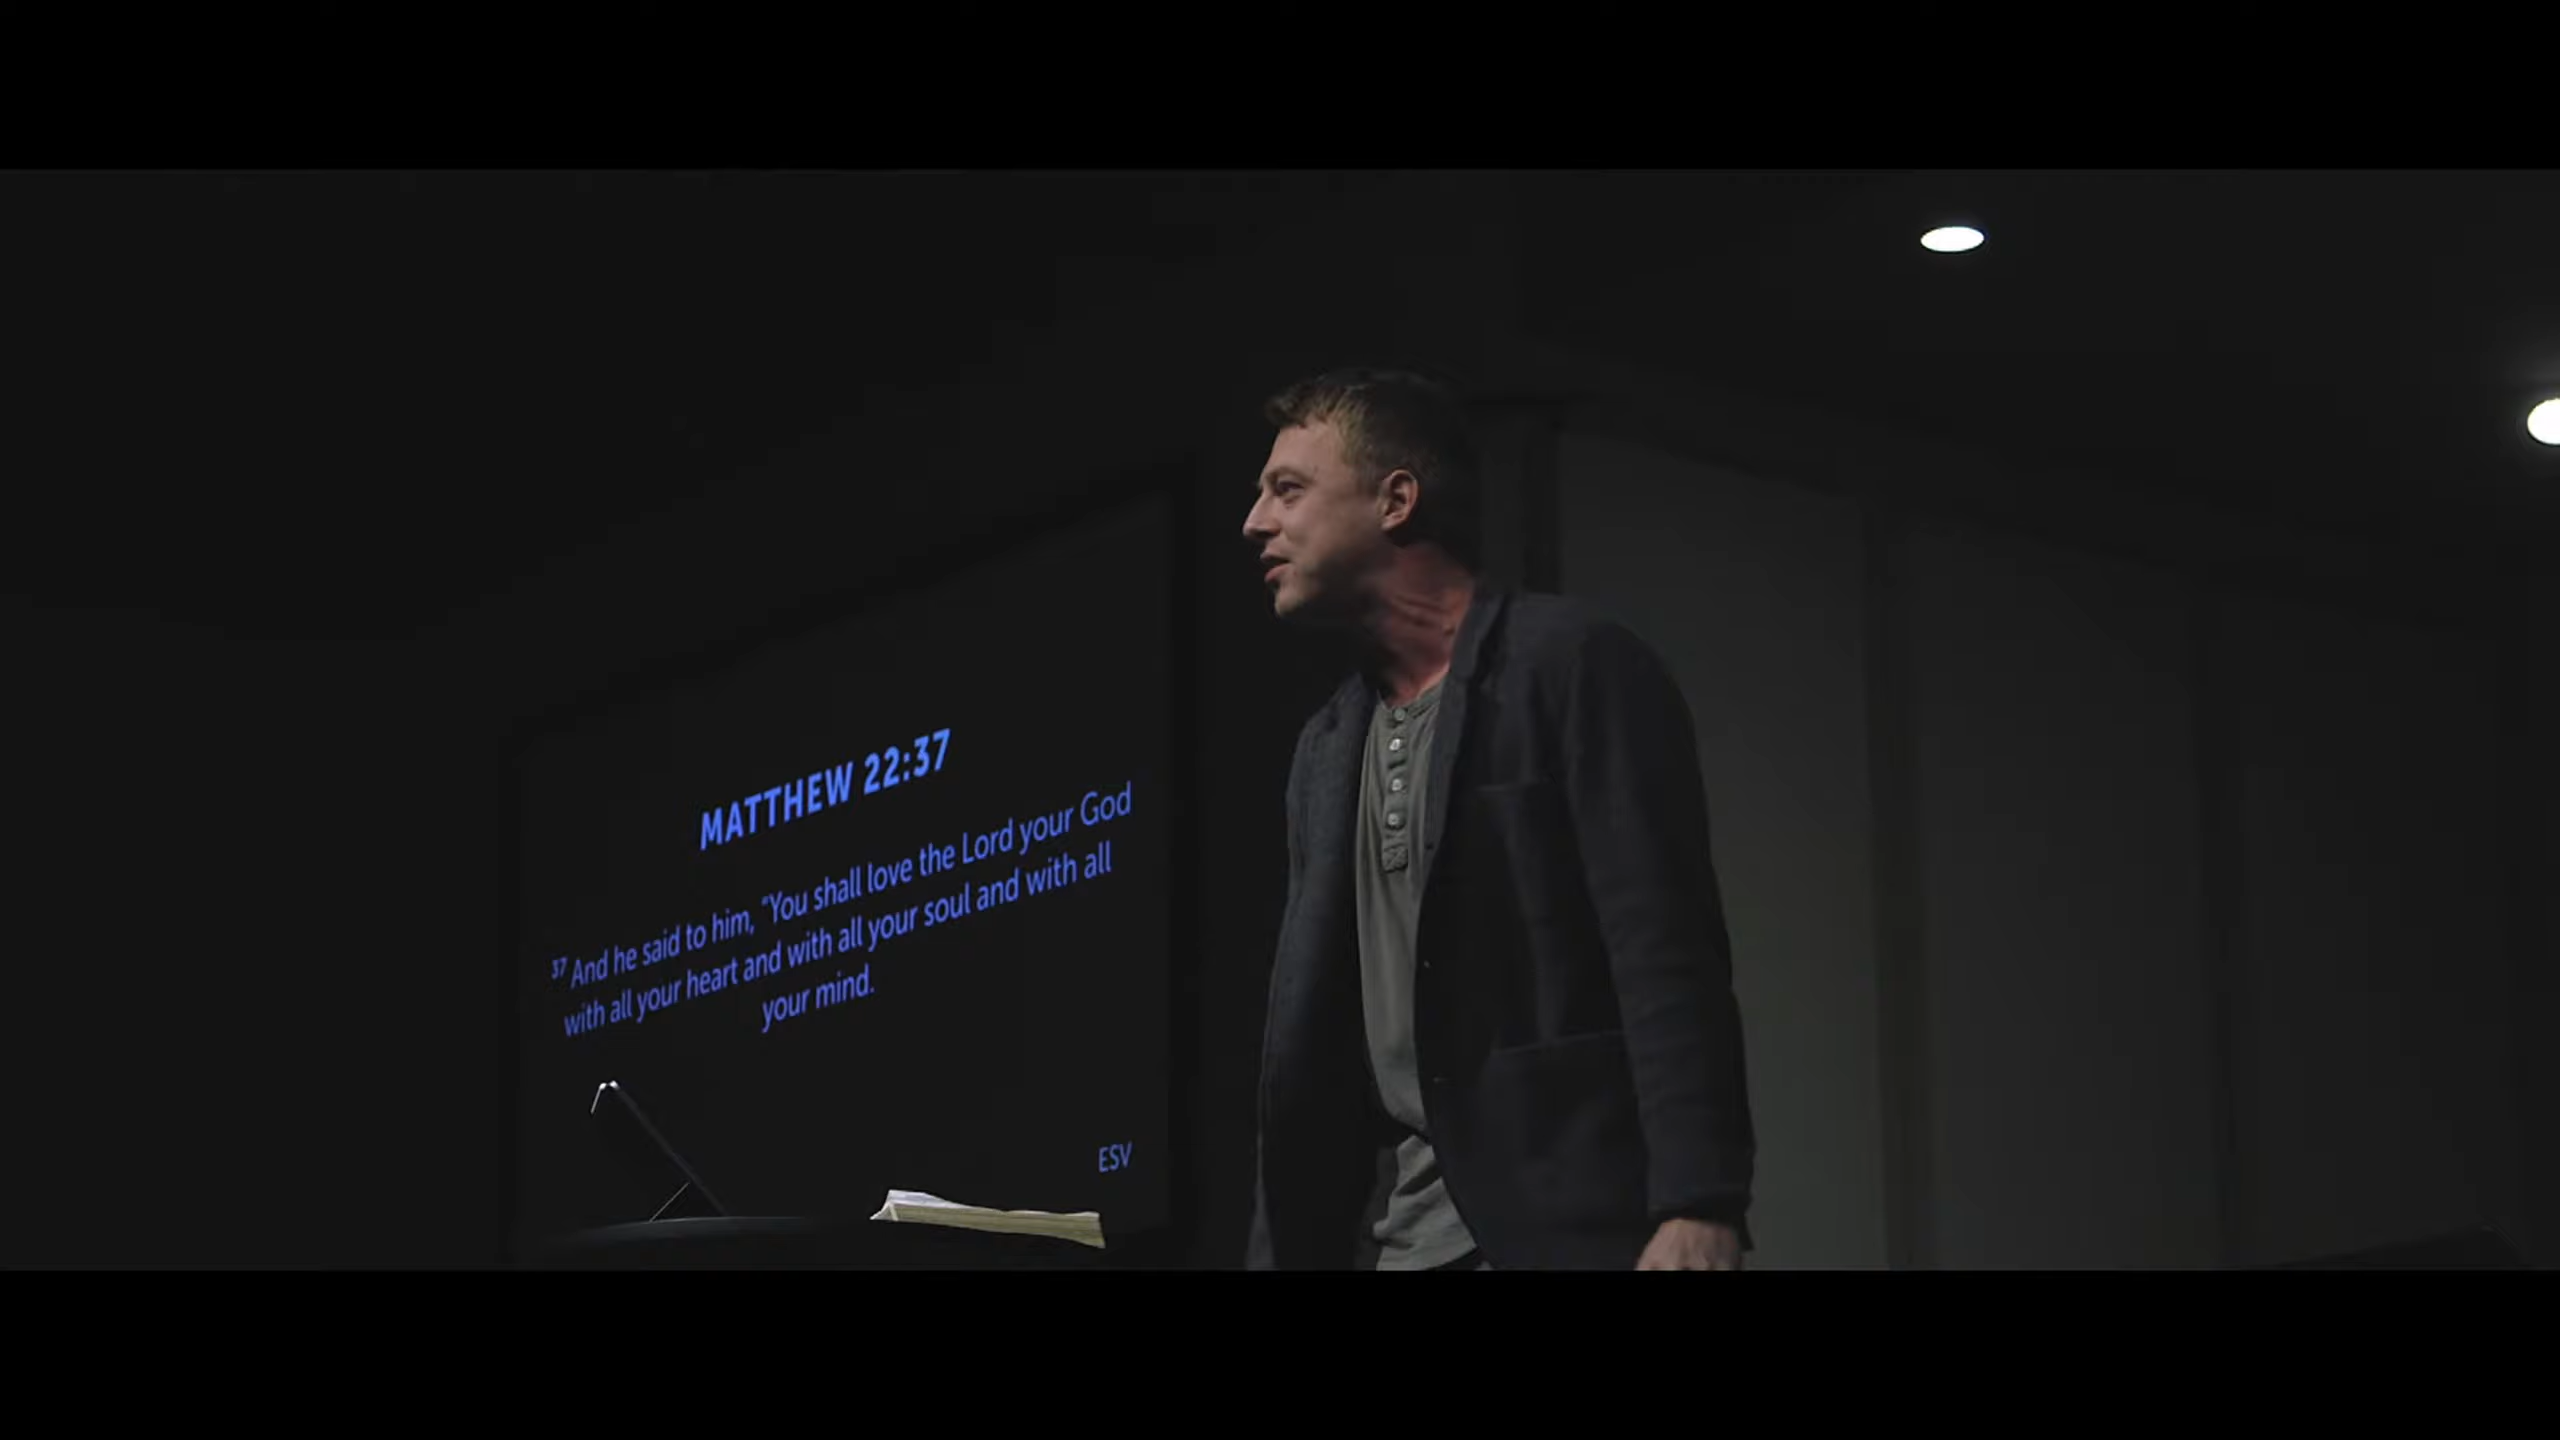 MATTHEW 22:37
37 And he said to him, “You shall love the Lord your God
with all your heart and with all your soul and with all
your mind.
ESV